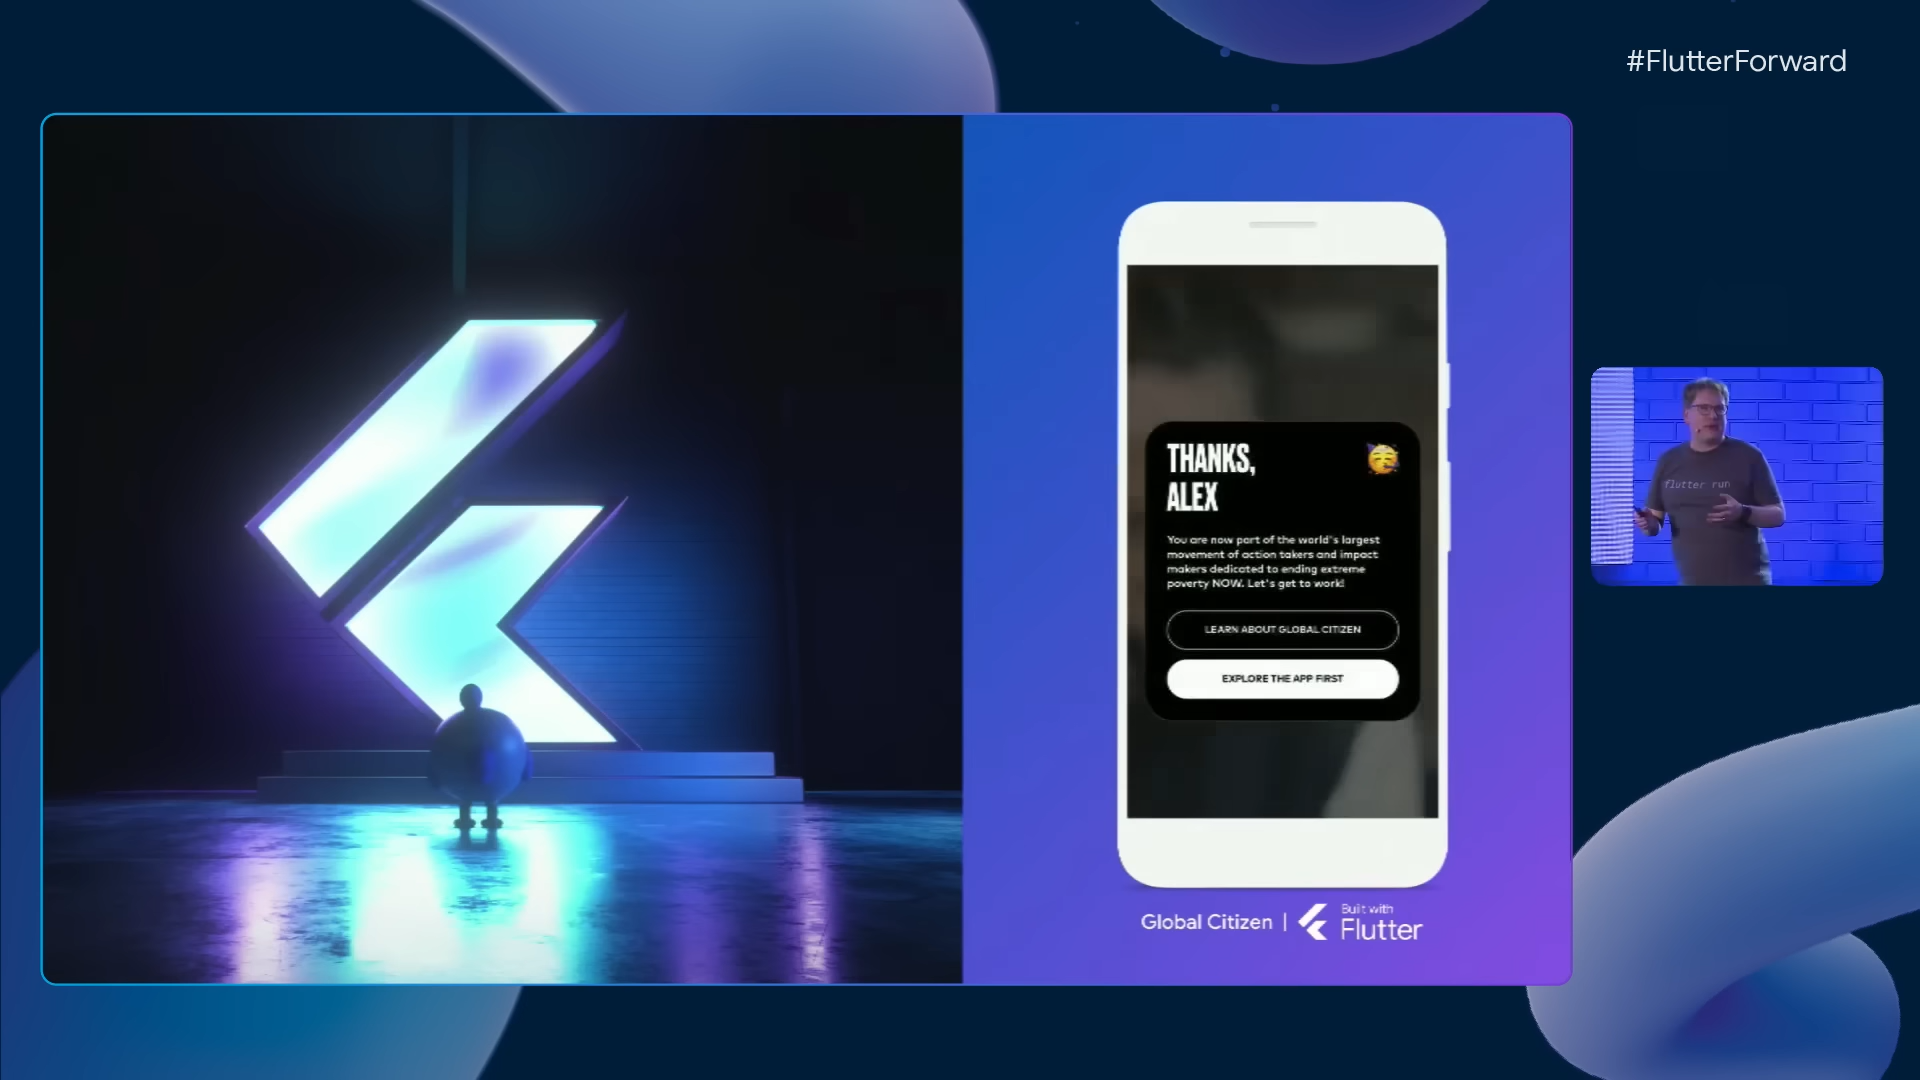 #FlutterForward
THANKS,
ALEX
You are now part of the world's largest
movement of action takers and impact
makers dedicated to ending extreme
poverty NOW. Let's get to work!
LEARN ABOUT GLOBAL CITIZEN
EXPLORE THE APP FIRST
flutter run
Global Citizen |
Built with
Flutter